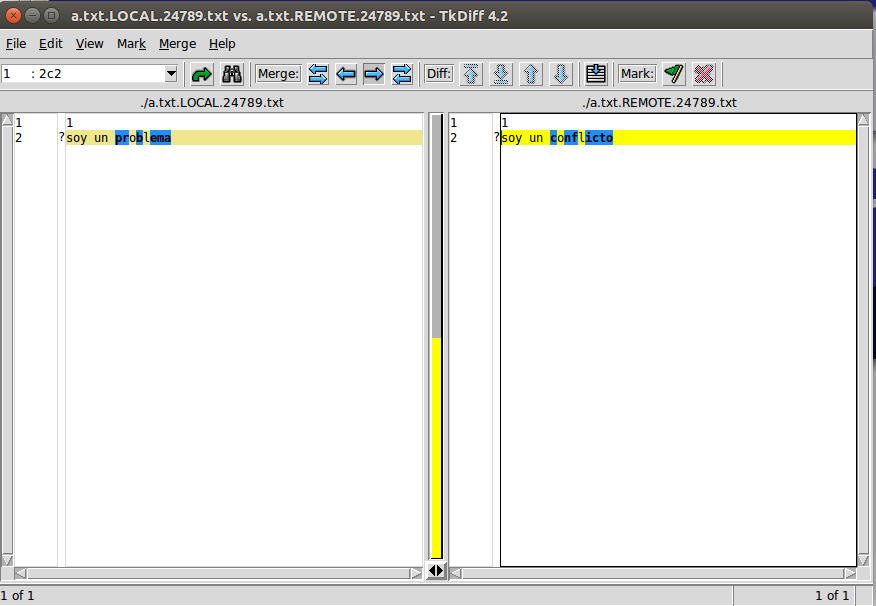 a.txt.LOCAL.24789.txt vs. a.txt.REMOTE.24789.txt - TkDiff 4.2
File Edit View Mark Merge Help
1 : 2c2 Merge: Diff: Mark:
./a.txt.LOCAL.24789.txt ./a.txt.REMOTE.24789.txt
1 1 1 1
2 ?soy un problema 2 ?soy un conflicto
1 of 1 1 of 1